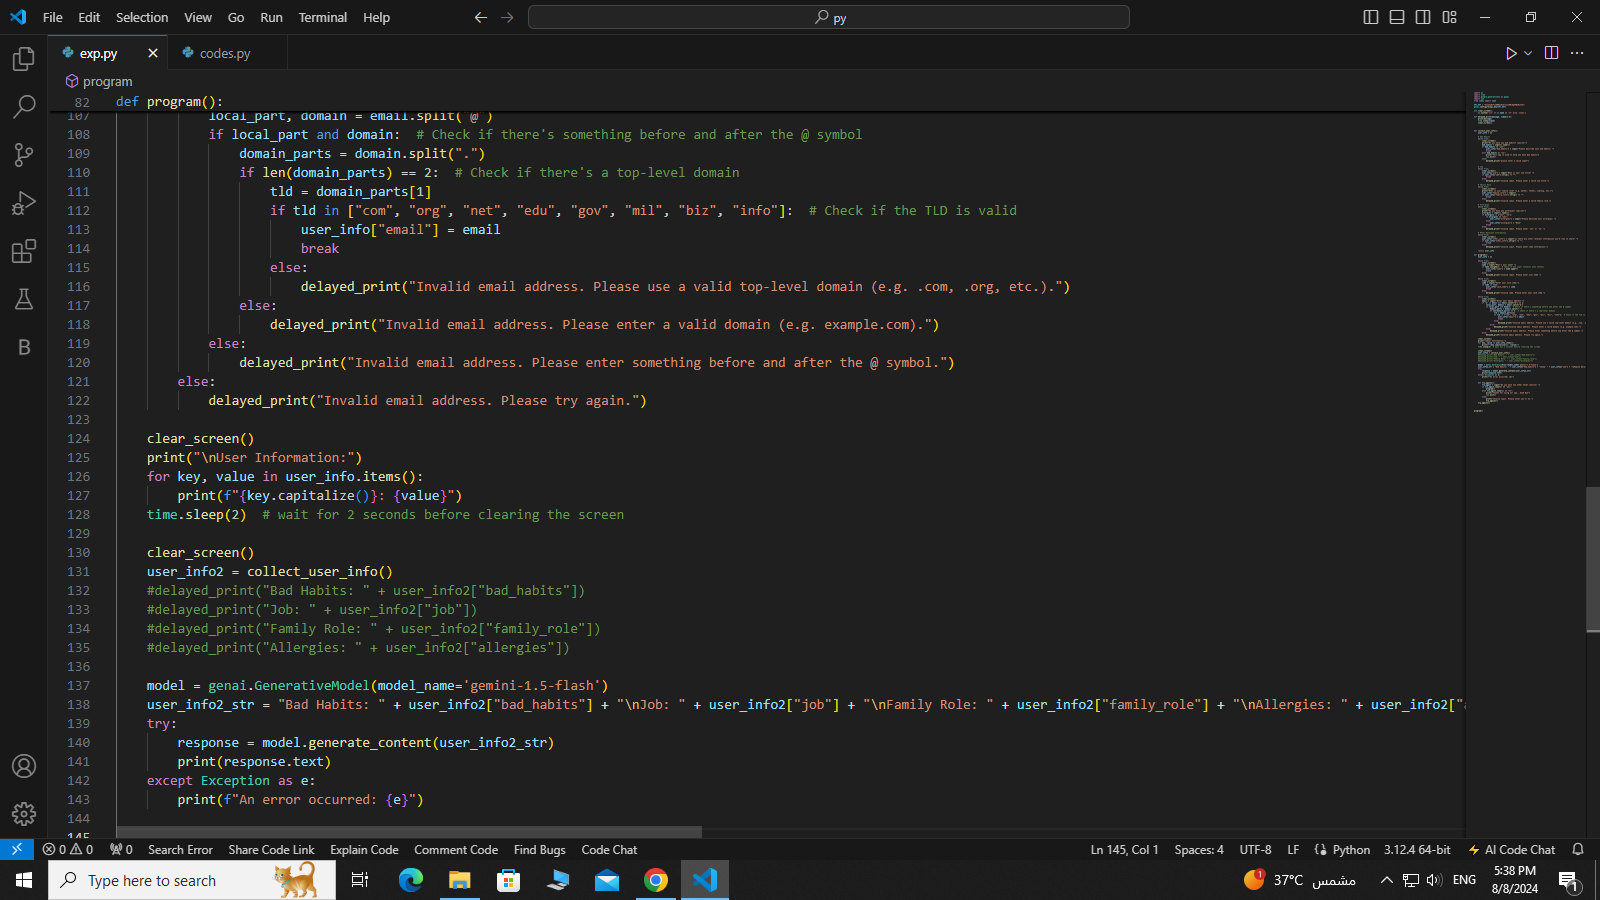 File Edit Selection View Go Run Terminal Help
py
exp.py
codes.py
program
82 def program():
107 local_part, domain = email.split("@")
108 if local_part and domain:  # Check if there's something before and after the @ symbol
109 domain_parts = domain.split(".")
110 if len(domain_parts) == 2:  # Check if there's a top-level domain
111 tld = domain_parts[1]
112 if tld in ["com", "org", "net", "edu", "gov", "mil", "biz", "info"]:  # Check if the TLD is valid
113 user_info["email"] = email
114 break
115 else:
116 delayed_print("Invalid email address. Please use a valid top-level domain (e.g. .com, .org, etc.).")
117 else:
118 delayed_print("Invalid email address. Please enter a valid domain (e.g. example.com).")
119 else:
120 delayed_print("Invalid email address. Please enter something before and after the @ symbol.")
121 else:
122 delayed_print("Invalid email address. Please try again.")
123
124 clear_screen()
125 print("\nUser Information:")
126 for key, value in user_info.items():
127 print(f"{key.capitalize()}: {value}")
128 time.sleep(2)  # wait for 2 seconds before clearing the screen
129
130 clear_screen()
131 user_info2 = collect_user_info()
132 #delayed_print("Bad Habits: " + user_info2["bad_habits"])
133 #delayed_print("Job: " + user_info2["job"])
134 #delayed_print("Family Role: " + user_info2["family_role"])
135 #delayed_print("Allergies: " + user_info2["allergies"])
136
137 model = genai.GenerativeModel(model_name='gemini-1.5-flash')
138 user_info2_str = "Bad Habits: " + user_info2["bad_habits"] + "\nJob: " + user_info2["job"] + "\nFamily Role: " + user_info2["family_role"] + "\nAllergies: " + user_info2["a
139 try:
140 response = model.generate_content(user_info2_str)
141 print(response.text)
142 except Exception as e:
143 print(f"An error occurred: {e}")
144
145
0 0 0 Search Error Share Code Link Explain Code Comment Code Find Bugs Code Chat Ln 145, Col 1 Spaces: 4 UTF-8 LF Python 3.12.4 64-bit AI Code Chat
Type here to search
1 37°C مشمس ENG
5:38 PM
8/8/2024
1